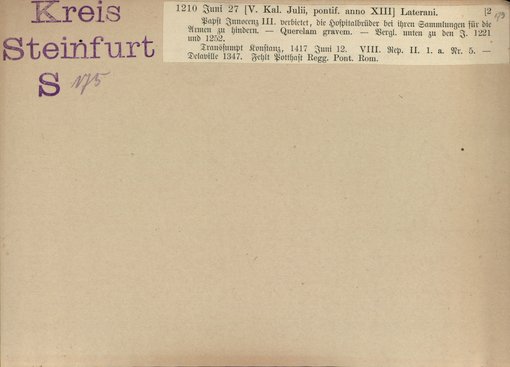 Kreis
Steinfurt
S 175
1210 Juni 27 [V. Kal. Julii, pontif. anno XIII] Laterani. [2
Papst Innocenz III. verbietet, die Hospitalbrüder bei ihren Sammlungen für die
Armen zu hindern. — Querelam gravem. — Vergl. unten zu den J. 1221
und 1252.
Transsumpt Konstanz, 1417 Juni 12. VIII. Rep. II. 1. a. Nr. 5. —
Delaville 1347. Fehlt Potthast Regg. Pont. Rom.